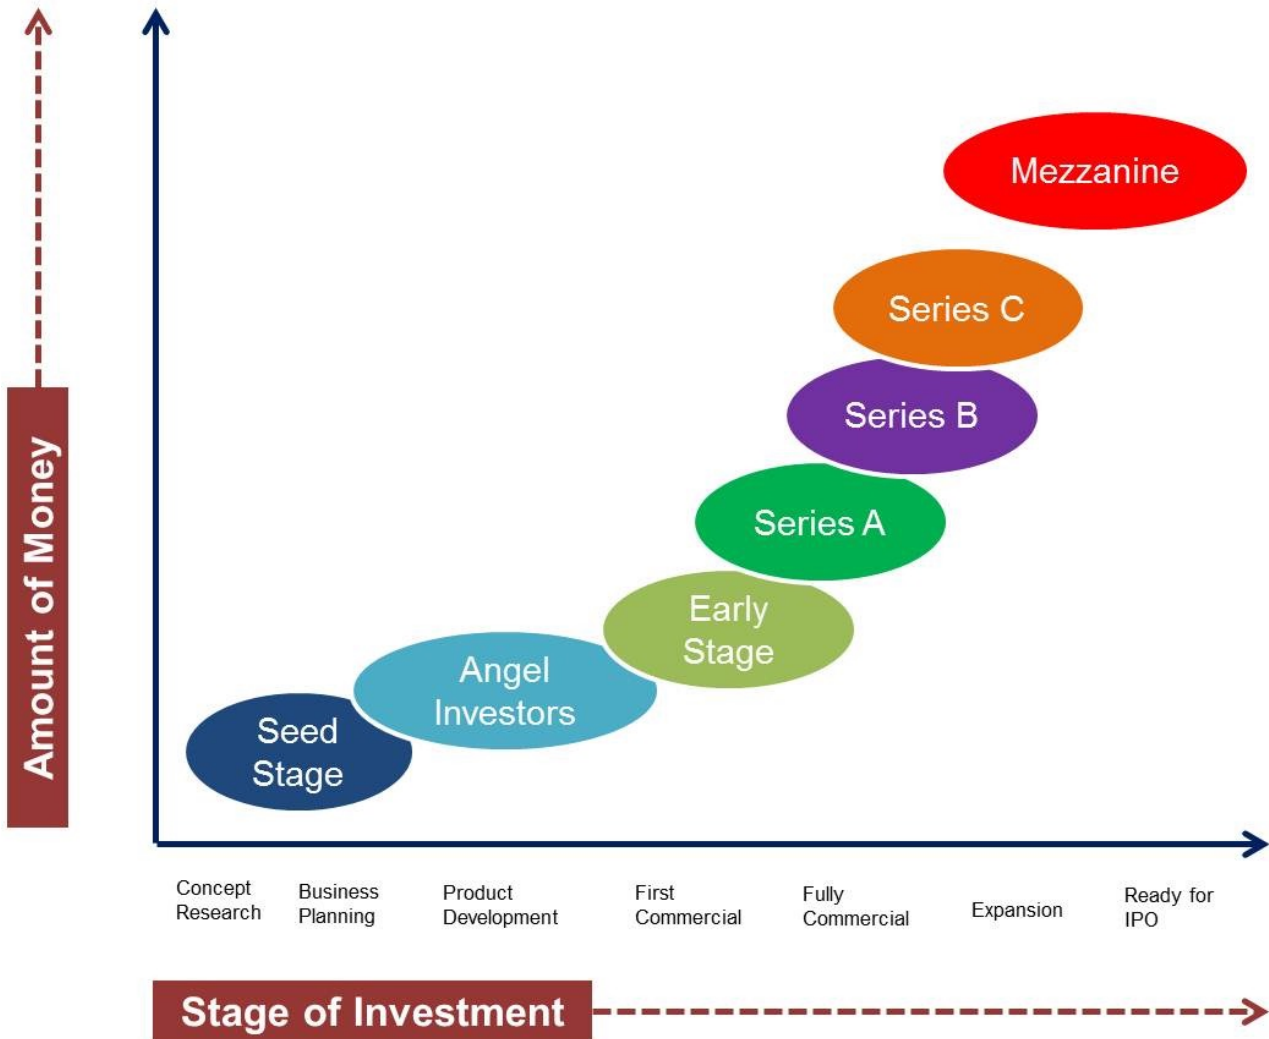 Mezzanine
Series C
Series B
Series A
Early
Stage
Angel
Investors
Seed
Stage
Amount of Money
Concept
Research
Business
Planning
Product
Development
First
Commercial
Fully
Commercial
Expansion
Ready for
IPO
Stage of Investment